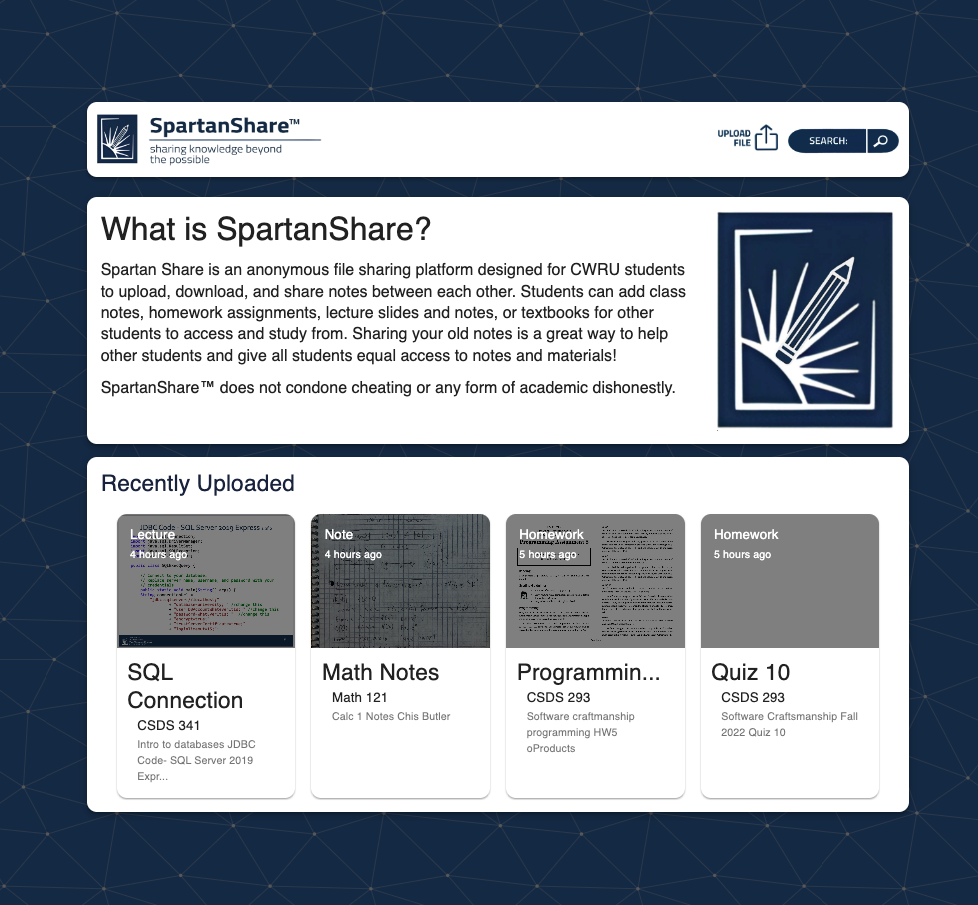 SpartanShare™
sharing knowledge beyond
the possible
UPLOAD
FILE
SEARCH:
What is SpartanShare?
Spartan Share is an anonymous file sharing platform designed for CWRU students
to upload, download, and share notes between each other. Students can add class
notes, homework assignments, lecture slides and notes, or textbooks for other
students to access and study from. Sharing your old notes is a great way to help
other students and give all students equal access to notes and materials!
SpartanShare™ does not condone cheating or any form of academic dishonestly.
Recently Uploaded
JDBC Code - SQL Server 2019 Express
Lecture
4 hours ago
SQL
Connection
CSDS 341
Intro to databases JDBC
Code- SQL Server 2019
Expr...
Note
4 hours ago
Math Notes
Math 121
Calc 1 Notes Chis Butler
Homework
5 hours ago
Programmin...
CSDS 293
Software craftmanship
programming HW5
oProducts
Homework
5 hours ago
Quiz 10
CSDS 293
Software Craftsmanship Fall
2022 Quiz 10